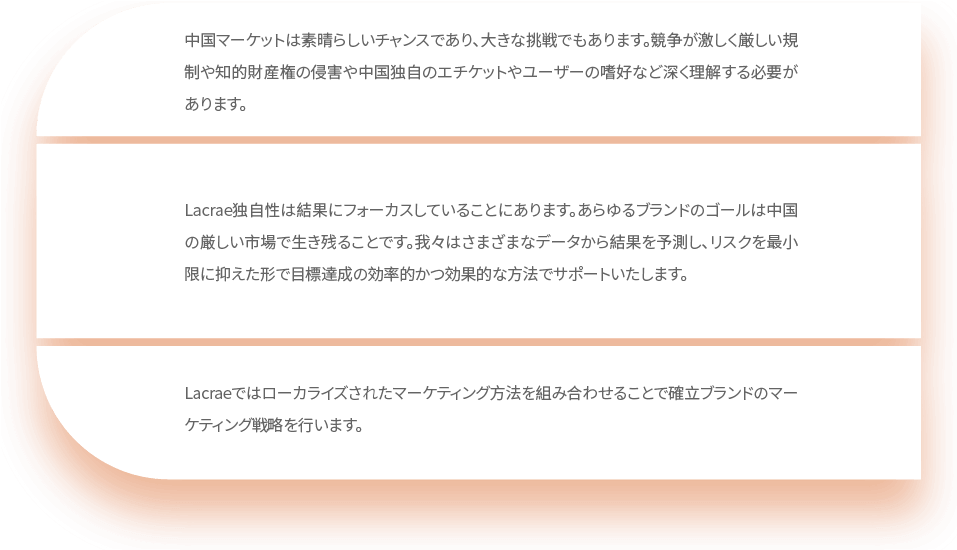 中国マーケットは素晴らしいチャンスであり、大きな挑戦でもあります。競争が激しく厳しい規
制や知的財産権の侵害や中国独自のエチケットやユーザーの嗜好など深く理解する必要が
あります。
Lacrae独自性は結果にフォーカスしていることにあります。あらゆるブランドのゴールは中国
の厳しい市場で生き残ることです。我々はさまざまなデータから結果を予測し、リスクを最小
限に抑えた形で目標達成の効率的かつ効果的な方法でサポートいたします。
Lacraeではローカライズされたマーケティング方法を組み合わせることで確立ブランドのマー
ケティング戦略を行います。